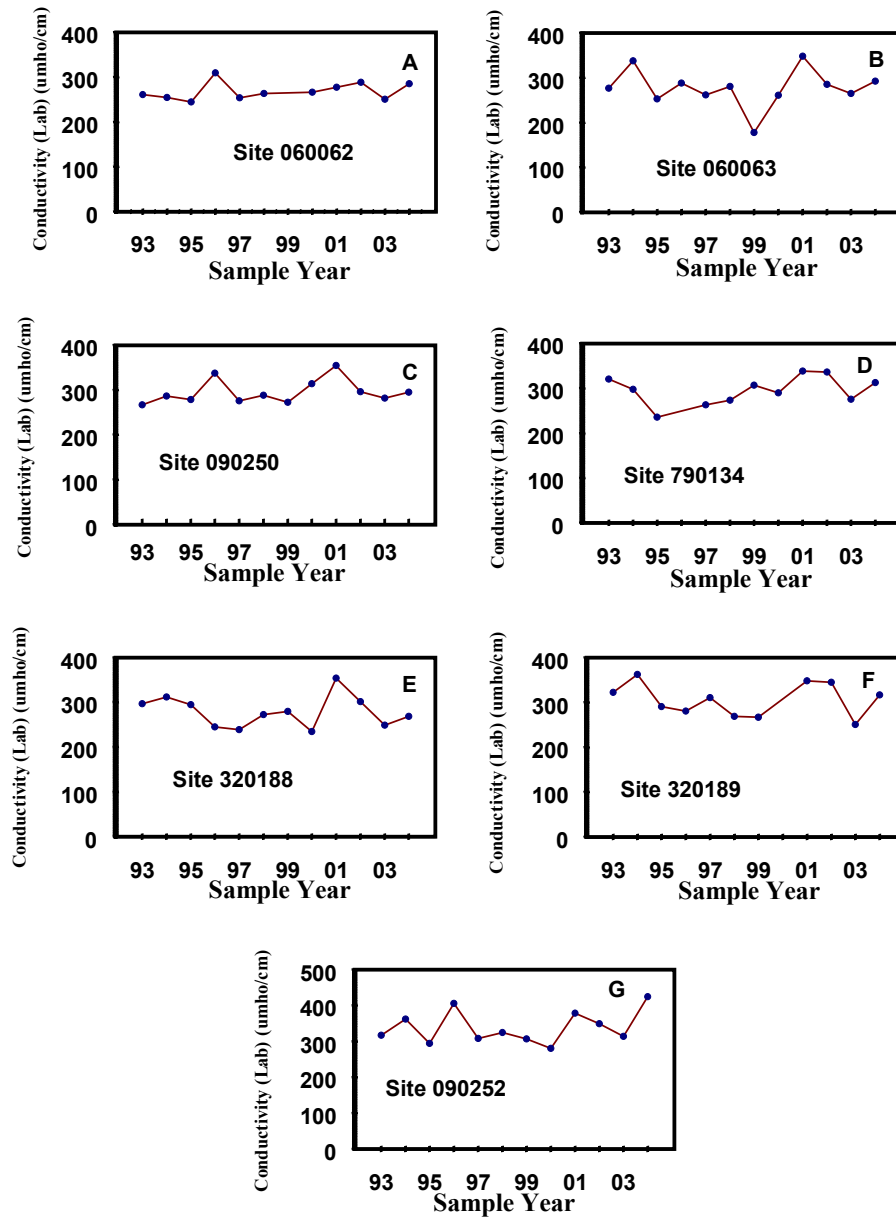 Conductivity (Lab) (umho/cm)
400
300
200
100
0
A
Site 060062
93 95 97 99 01 03
Sample Year
Conductivity (Lab) (umho/cm)
400
300
200
100
0
B
Site 060063
93 95 97 99 01 03
Sample Year
Conductivity (Lab) (umho/cm)
400
300
200
100
0
C
Site 090250
93 95 97 99 01 03
Sample Year
Conductivity (Lab) (umho/cm)
400
300
200
100
0
D
Site 790134
93 95 97 99 01 03
Sample Year
Conductivity (Lab) (umho/cm)
400
300
200
100
0
E
Site 320188
93 95 97 99 01 03
Sample Year
Conductivity (Lab) (umho/cm)
400
300
200
100
0
F
Site 320189
93 95 97 99 01 03
Sample Year
Conductivity (Lab) (umho/cm)
500
400
300
200
100
0
G
Site 090252
93 95 97 99 01 03
Sample Year